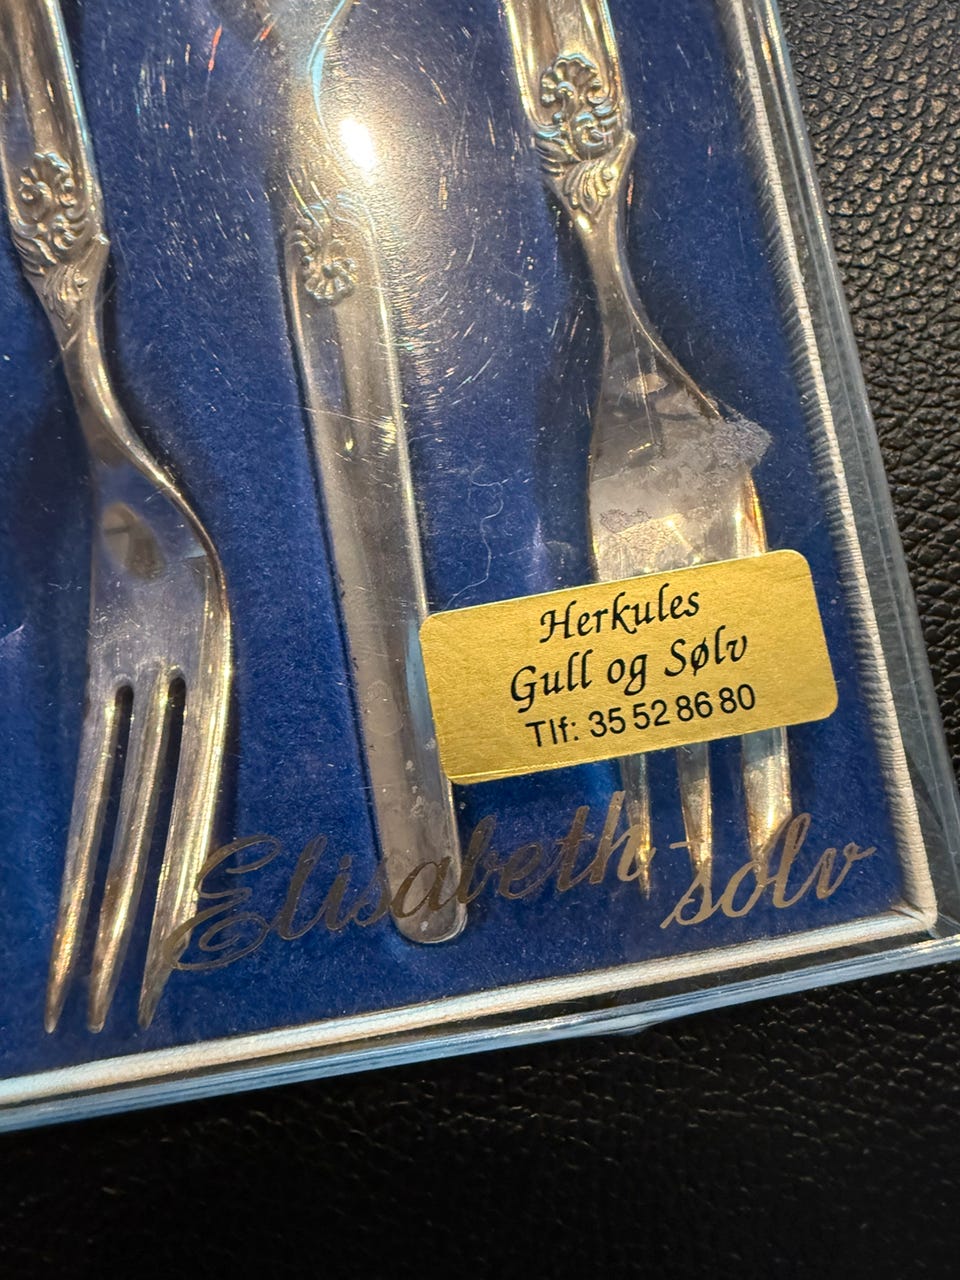 Herkules
Gull og Sølv
Tlf: 35 52 86 80
Elisabeth-sølv